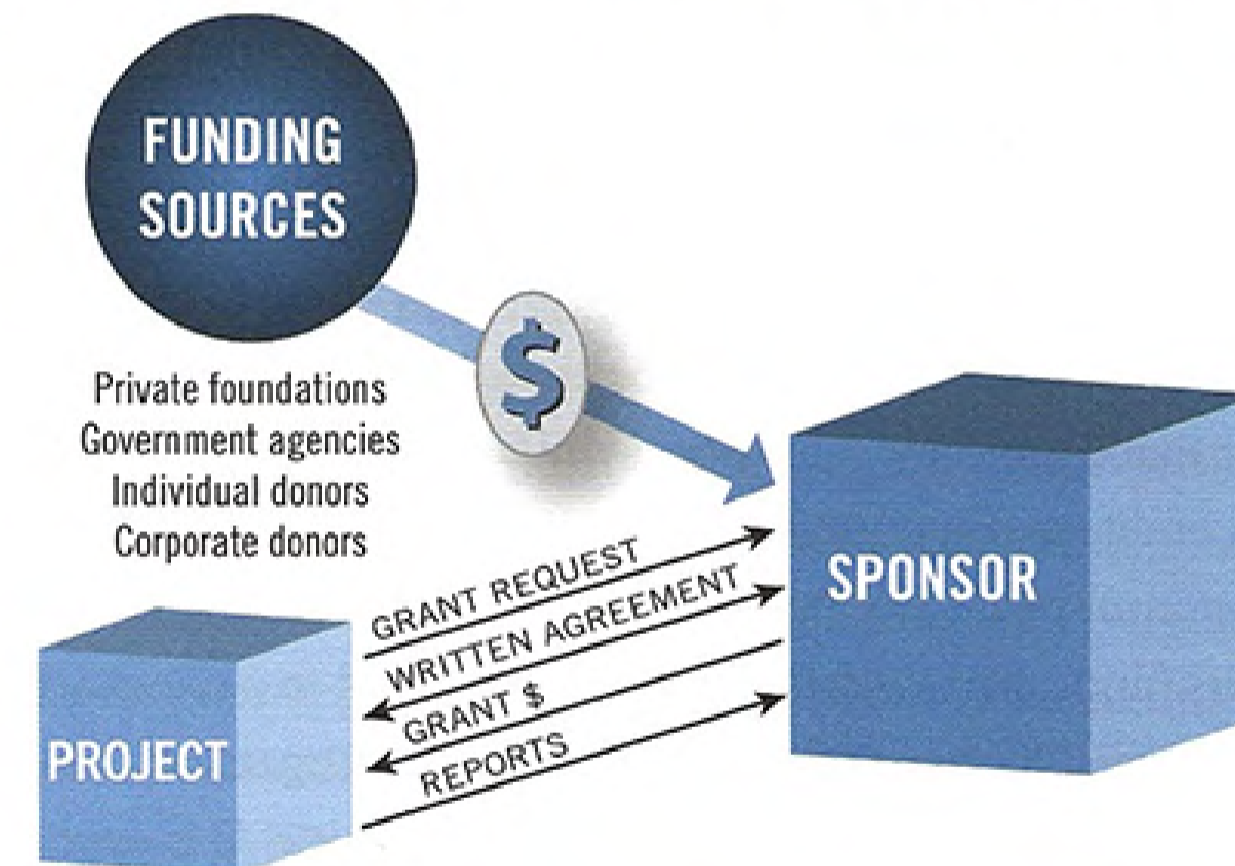 FUNDING
SOURCES
$
Private foundations
Government agencies
Individual donors
Corporate donors
GRANT REQUEST
WRITTEN AGREEMENT
GRANT $
REPORTS
SPONSOR
PROJECT